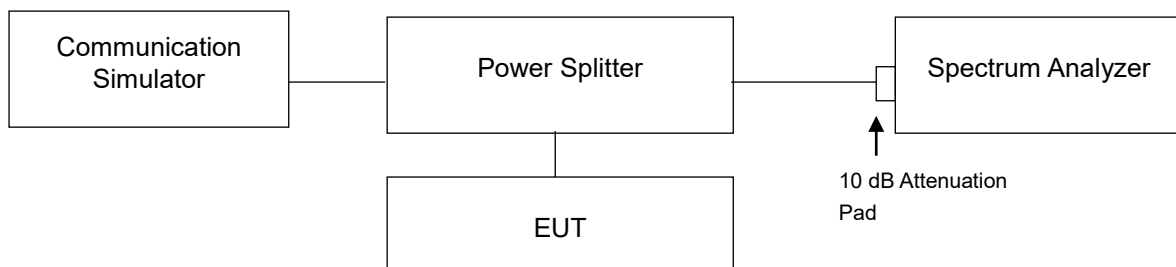 Communication
Simulator
Power Splitter
Spectrum Analyzer
10 dB Attenuation
Pad
EUT